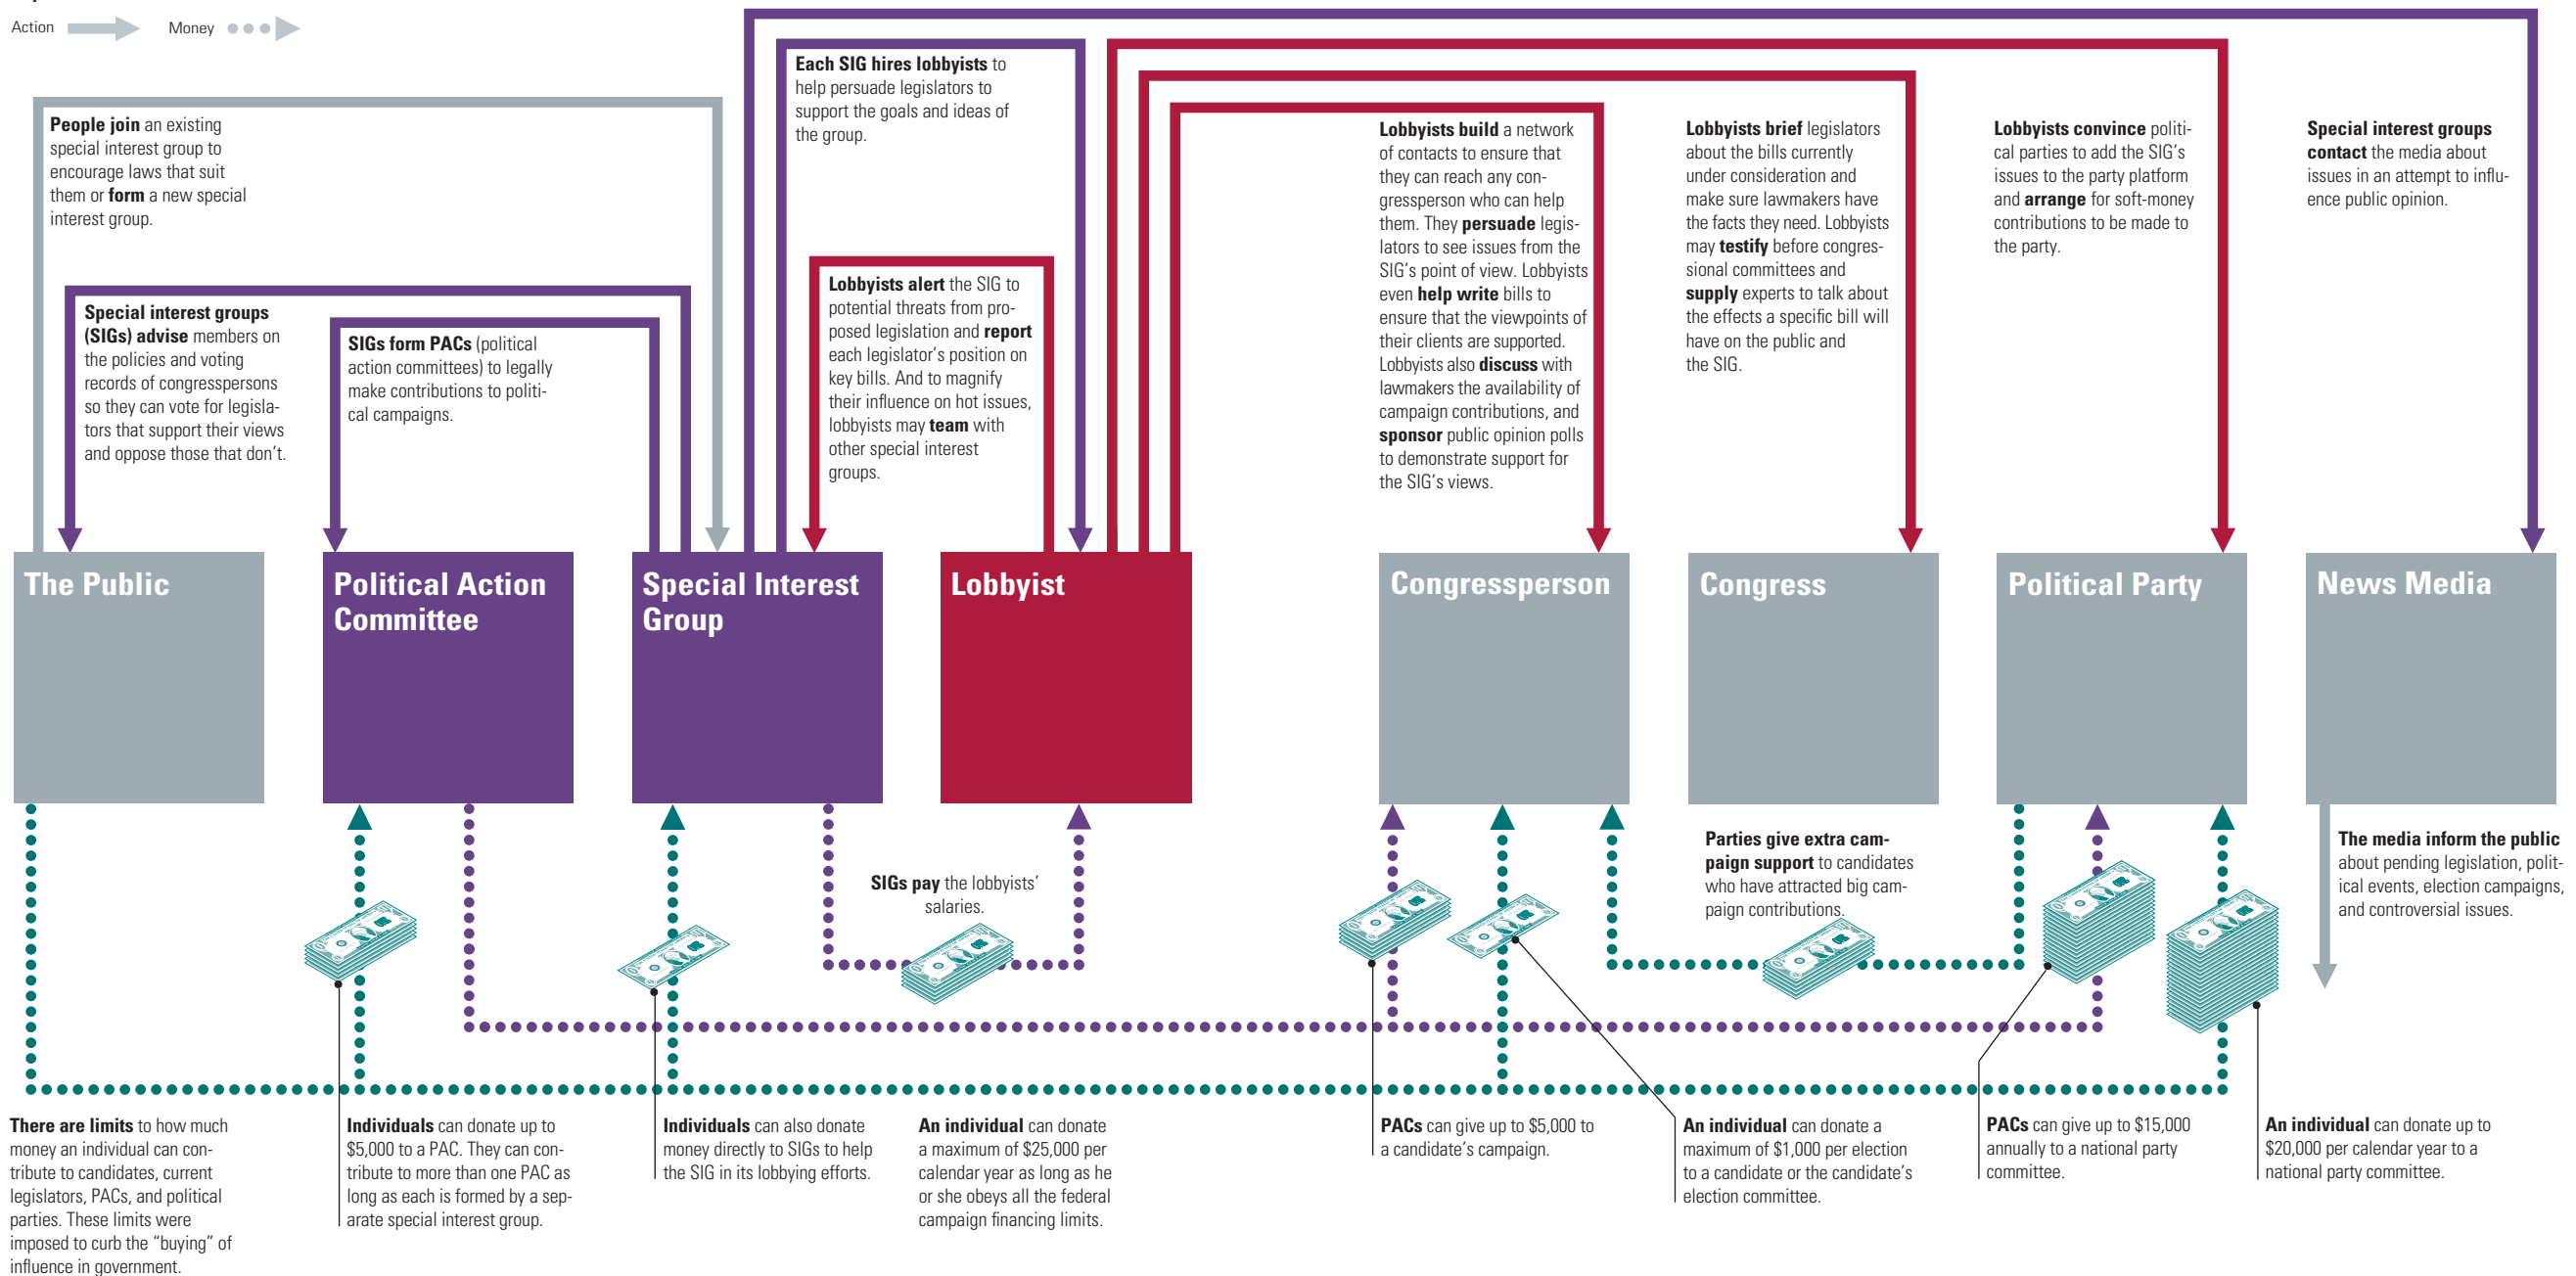 Action
Money
People join an existing
special interest group to
encourage laws that suit
them or form a new special
interest group.
Each SIG hires lobbyists to
help persuade legislators to
support the goals and ideas of
the group.
Lobbyists build a network
of contacts to ensure that
they can reach any con-
gressperson who can help
them. They persuade legis-
lators to see issues from the
SIG's point of view. Lobbyists
even help write bills to
ensure that the viewpoints of
their clients are supported.
Lobbyists also discuss with
lawmakers the availability of
campaign contributions, and
sponsor public opinion polls
to demonstrate support for
the SIG's views.
Lobbyists brief legislators
about the bills currently
under consideration and
make sure lawmakers have
the facts they need. Lobbyists
may testify before congres-
sional committees and
supply experts to talk about
the effects a specific bill will
have on the public and
the SIG.
Lobbyists convince politi-
cal parties to add the SIG's
issues to the party platform
and arrange for soft-money
contributions to be made to
the party.
Special interest groups
contact the media about
issues in an attempt to influ-
ence public opinion.
Special interest groups
(SIGs) advise members on
the policies and voting
records of congresspersons
so they can vote for legisla-
tors that support their views
and oppose those that don't.
SIGs form PACs (political
action committees) to legally
make contributions to politi-
cal campaigns.
Lobbyists alert the SIG to
potential threats from pro-
posed legislation and report
each legislator's position on
key bills. And to magnify
their influence on hot issues,
lobbyists may team with
other special interest
groups.
The Public
Political Action
Committee
Special Interest
Group
Lobbyist
Congressperson
Congress
Political Party
News Media
SIGs pay the lobbyists'
salaries.
Parties give extra cam-
paign support to candidates
who have attracted big cam-
paign contributions.
The media inform the public
about pending legislation, polit-
ical events, election campaigns,
and controversial issues.
There are limits to how much
money an individual can con-
tribute to candidates, current
legislators, PACs, and political
parties. These limits were
imposed to curb the "buying" of
influence in government.
Individuals can donate up to
$5,000 to a PAC. They can con-
tribute to more than one PAC as
long as each is formed by a sep-
arate special interest group.
Individuals can also donate
money directly to SIGs to help
the SIG in its lobbying efforts.
An individual can donate
a maximum of $25,000 per
calendar year as long as he
or she obeys all the federal
campaign financing limits.
PACs can give up to $5,000 to
a candidate's campaign.
An individual can donate a
maximum of $1,000 per election
to a candidate or the candidate's
election committee.
PACs can give up to $15,000
annually to a national party
committee.
An individual can donate up to
$20,000 per calendar year to a
national party committee.